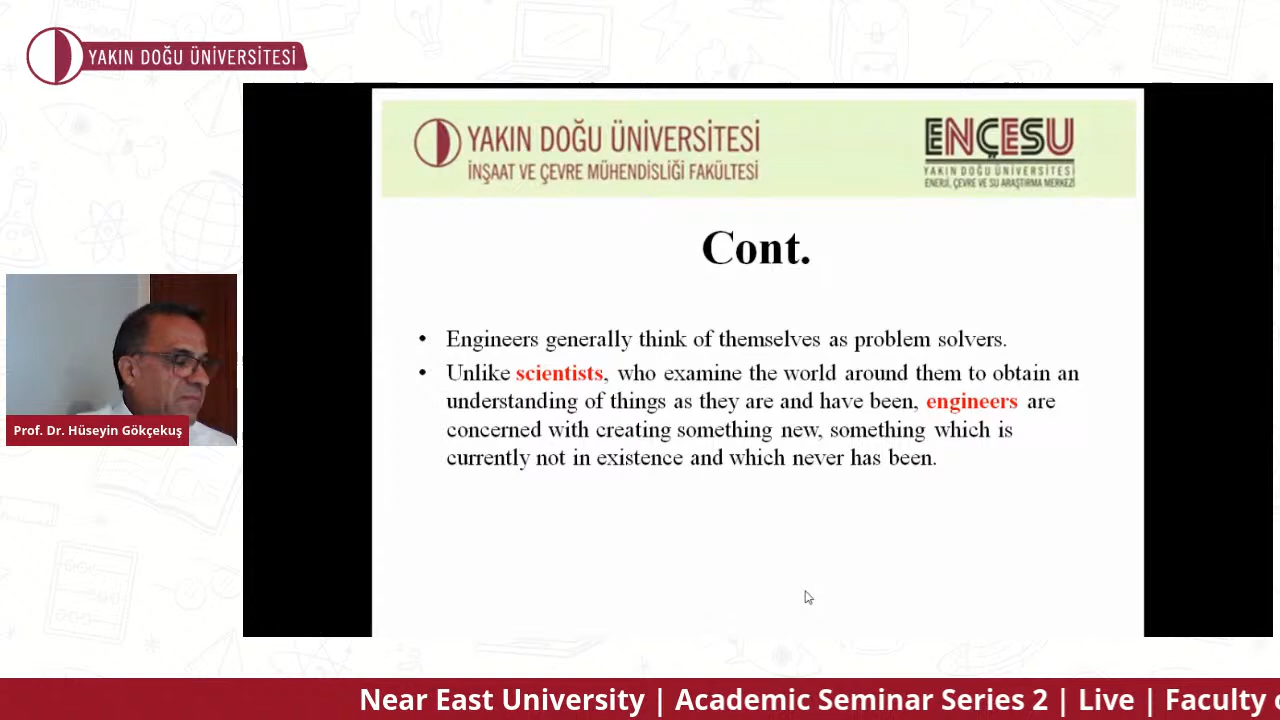 YAKIN DOĞU ÜNİVERSİTESİ
YAKIN DOĞU ÜNİVERSİTESİ
İNŞAAT VE ÇEVRE MÜHENDİSLİĞİ FAKÜLTESİ
ENÇESU
YAKIN DOĞU ÜNİVERSİTESİ
ENERJİ, ÇEVRE VE SU ARAŞTIRMA MERKEZİ
Cont.
• Engineers generally think of themselves as problem solvers.
• Unlike scientists, who examine the world around them to obtain an
understanding of things as they are and have been, engineers are
concerned with creating something new, something which is
currently not in existence and which never has been.
Prof. Dr. Hüseyin Gökçekuş
Near East University | Academic Seminar Series 2 | Live | Faculty